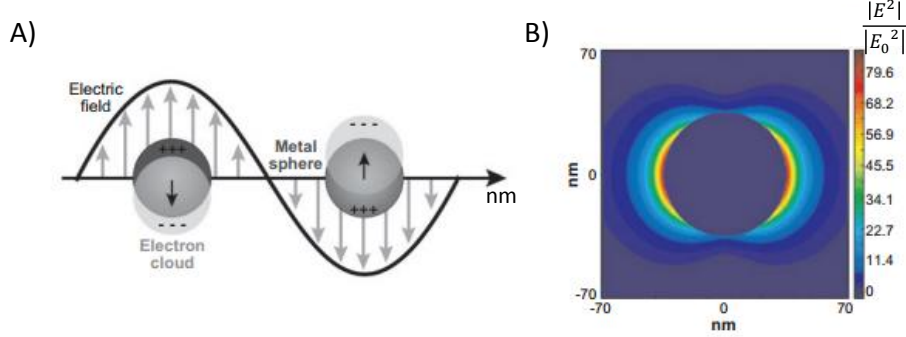 A)
Electric
field
+++
- - -
Electron
cloud
Metal
sphere
- - -
+++
nm
B)
|E²|
|E₀²|
70
nm
0
-70
-70
0
70
nm
79.6
68.2
56.9
45.5
34.1
22.7
11.4
0